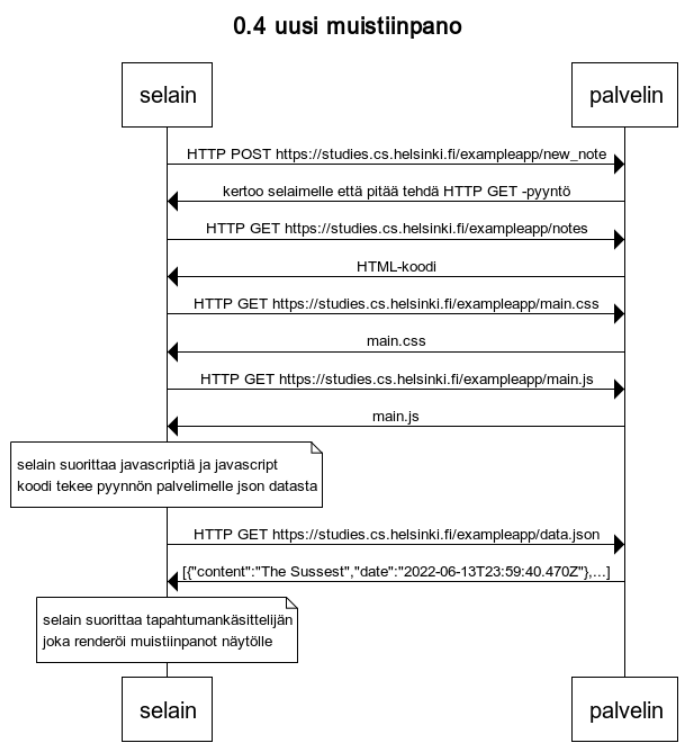 0.4 uusi muistiinpano
selain
palvelin
HTTP POST https://studies.cs.helsinki.fi/exampleapp/new_note
kertoo selaimelle että pitää tehdä HTTP GET -pyyntö
HTTP GET https://studies.cs.helsinki.fi/exampleapp/notes
HTML-koodi
HTTP GET https://studies.cs.helsinki.fi/exampleapp/main.css
main.css
HTTP GET https://studies.cs.helsinki.fi/exampleapp/main.js
main.js
selain suorittaa javascriptiä ja javascript
koodi tekee pyynnön palvelimelle json datasta
HTTP GET https://studies.cs.helsinki.fi/exampleapp/data.json
[{"content":"The Sussest","date":"2022-06-13T23:59:40.470Z"},...]
selain suorittaa tapahtumankäsittelijän
joka renderöi muistiinpanot näytölle
selain
palvelin